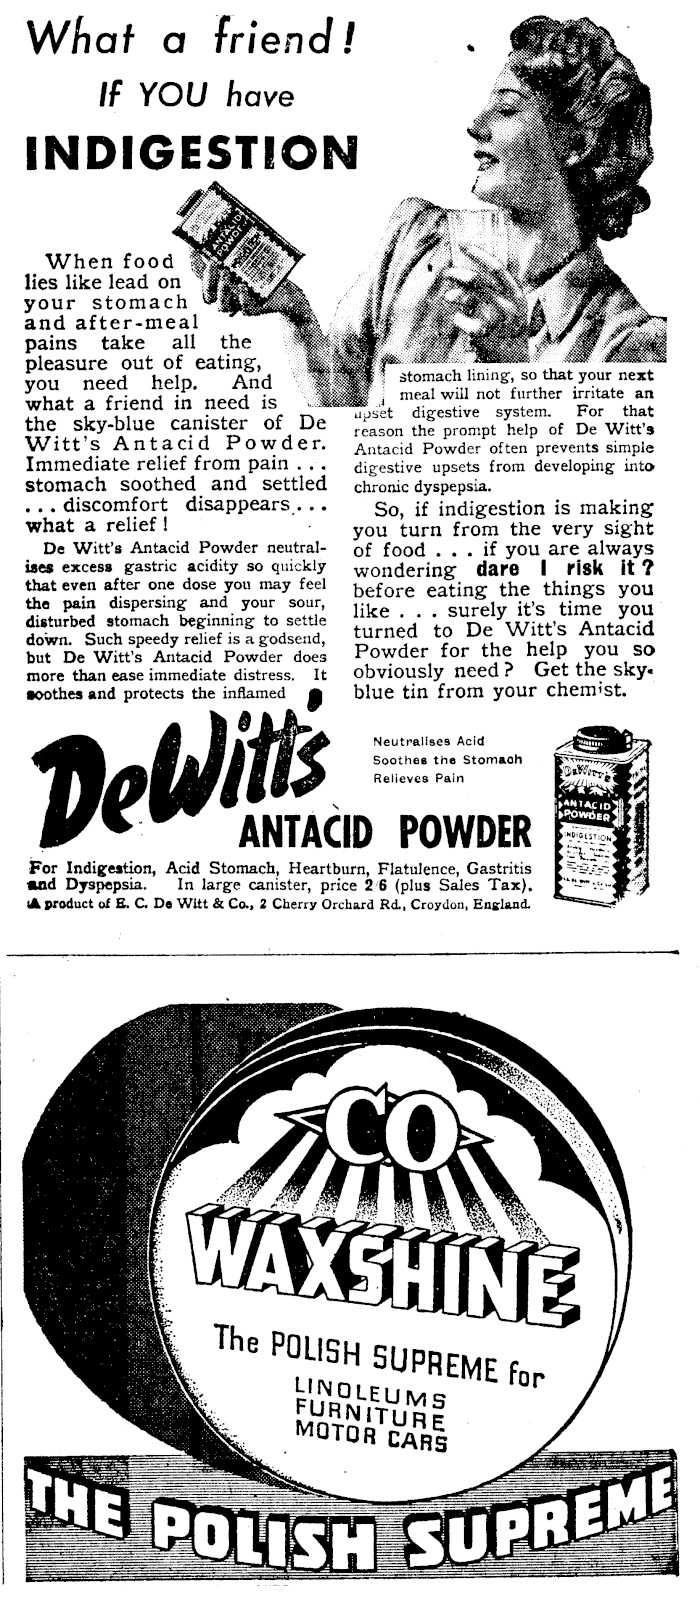 What a friend!
If YOU have
INDIGESTION
ANTACID
POWDER
When food
lies like lead on
your stomach
and after-meal
pains take all the
pleasure out of eating,
you need help. And
what a friend in need is
the sky-blue canister of De
Witt's Antacid Powder.
Immediate relief from pain ...
stomach soothed and settled
... discomfort disappears ...
what a relief!
De Witt's Antacid Powder neutral-
ises excess gastric acidity so quickly
that even after one dose you may feel
the pain dispersing and your sour,
disturbed stomach beginning to settle
down. Such speedy relief is a godsend,
but De Witt's Antacid Powder does
more than ease immediate distress. It
soothes and protects the inflamed
stomach lining, so that your next
meal will not further irritate an
upset digestive system. For that
reason the prompt help of De Witt's
Antacid Powder often prevents simple
digestive upsets from developing into
chronic dyspepsia.
So, if indigestion is making
you turn from the very sight
of food ... if you are always
wondering dare I risk it?
before eating the things you
like ... surely it's time you
turned to De Witt's Antacid
Powder for the help you so
obviously need? Get the sky-
blue tin from your chemist.
DeWitt's
ANTACID POWDER
Neutralises Acid
Soothes the Stomach
Relieves Pain
DeWitt's
ANTACID
POWDER
INDIGESTION
For Indigestion, Acid Stomach, Heartburn, Flatulence, Gastritis
and Dyspepsia. In large canister, price 2/6 (plus Sales Tax).
A product of E. C. De Witt & Co., 2 Cherry Orchard Rd., Croydon, England.
CO
WAXSHINE
The POLISH SUPREME for
LINOLEUMS
FURNITURE
MOTOR CARS
THE POLISH SUPREME